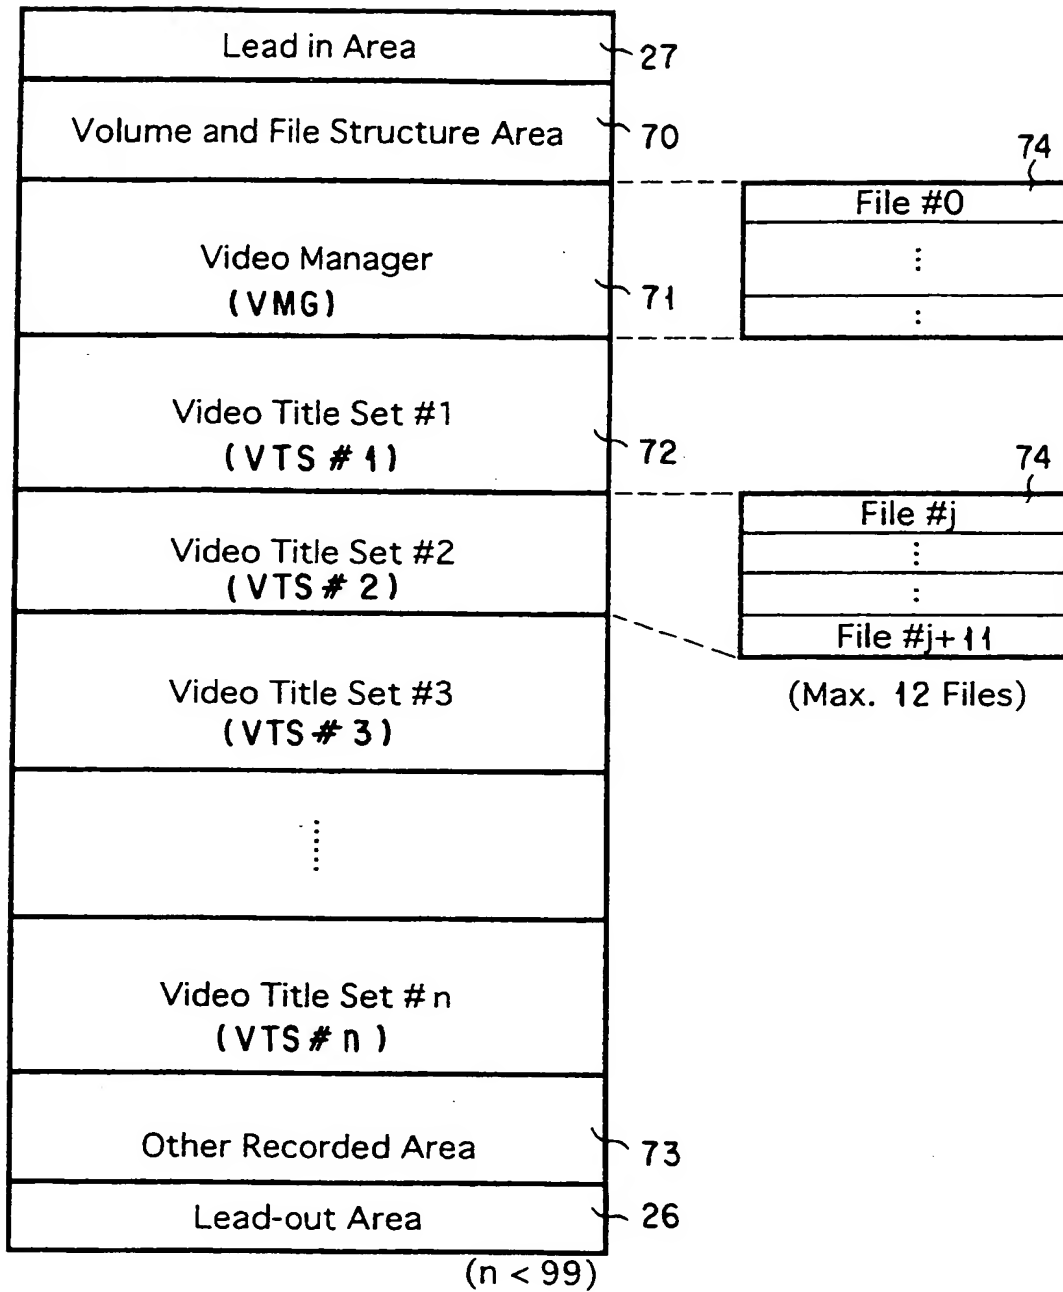 Lead in Area
27
Volume and File Structure Area
70
74
File #0
Video Manager
(VMG)
71
Video Title Set #1
(VTS # 1)
72
74
File #j
Video Title Set #2
(VTS # 2)
File #j+11
(Max. 12 Files)
Video Title Set #3
(VTS # 3)
Video Title Set # n
(VTS # n )
Other Recorded Area
73
Lead-out Area
26
(n < 99)